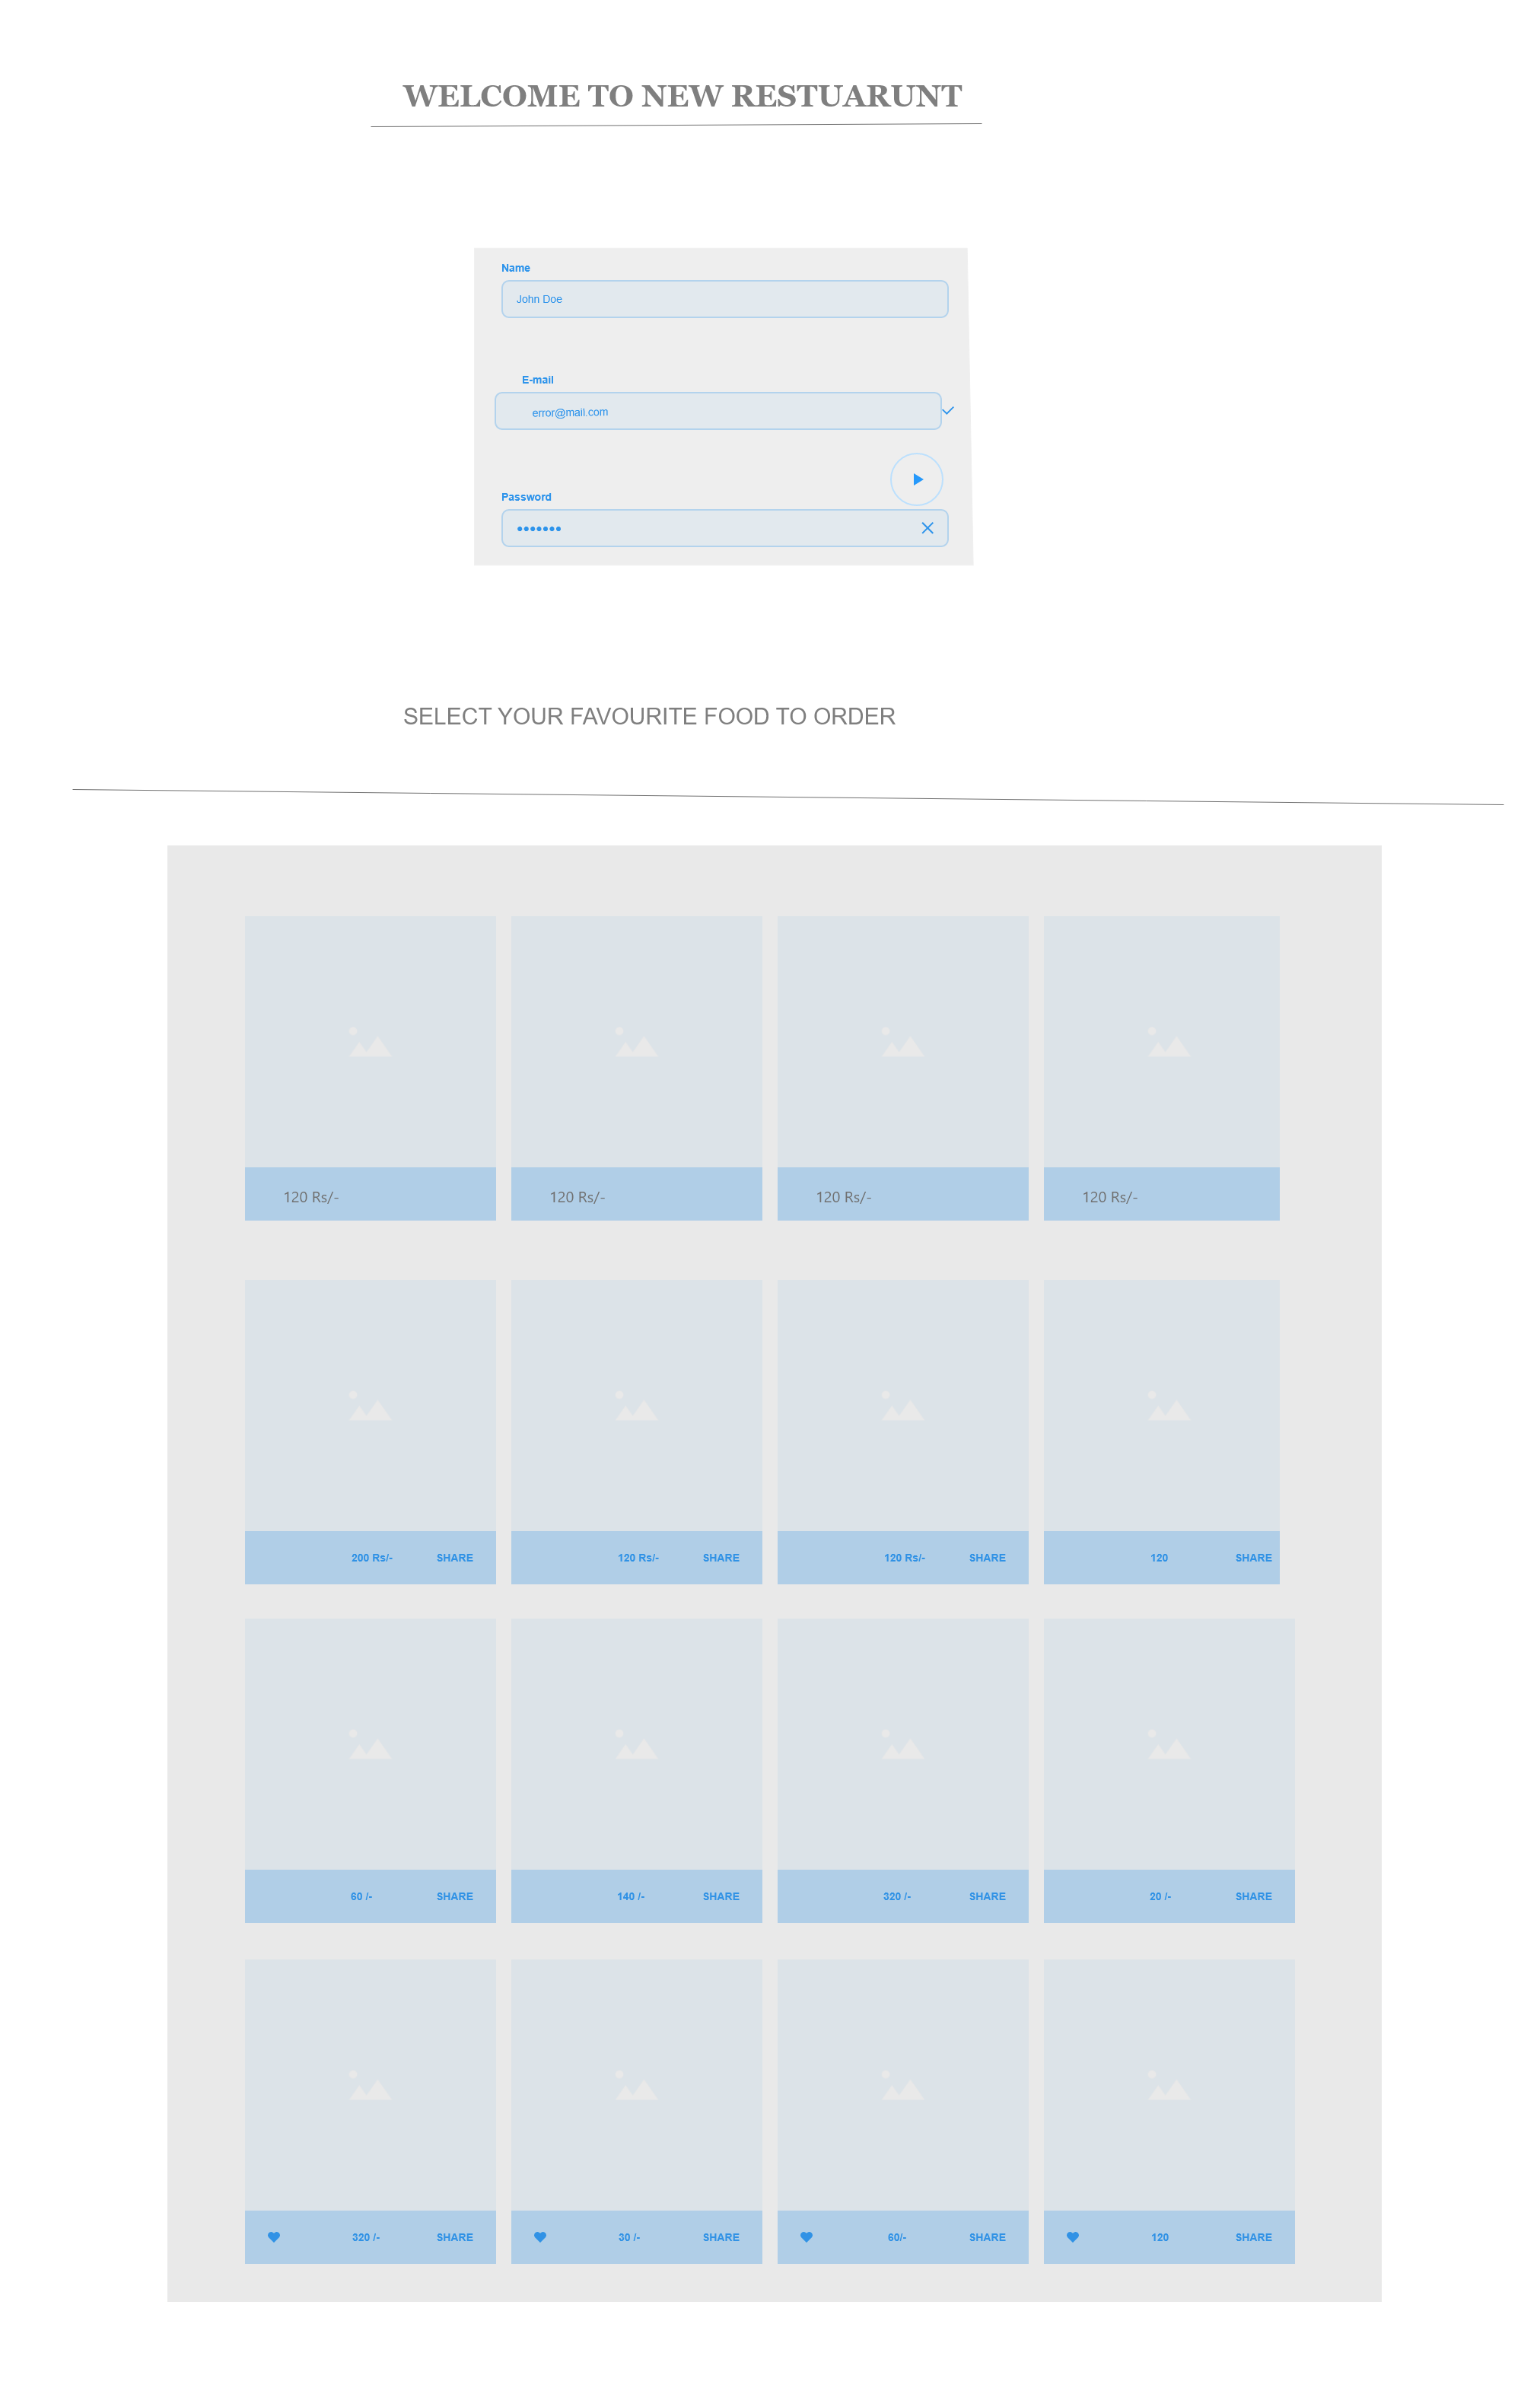 WELCOME TO NEW RESTUARUNT
Name
John Doe
E-mail
error@mail.com
Password
•••••••
SELECT YOUR FAVOURITE FOOD TO ORDER
120 Rs/- 120 Rs/- 120 Rs/- 120 Rs/-
200 Rs/- SHARE 120 Rs/- SHARE 120 Rs/- SHARE 120 SHARE
60 /- SHARE 140 /- SHARE 320 /- SHARE 20 /- SHARE
320 /- SHARE 30 /- SHARE 60/- SHARE 120 SHARE